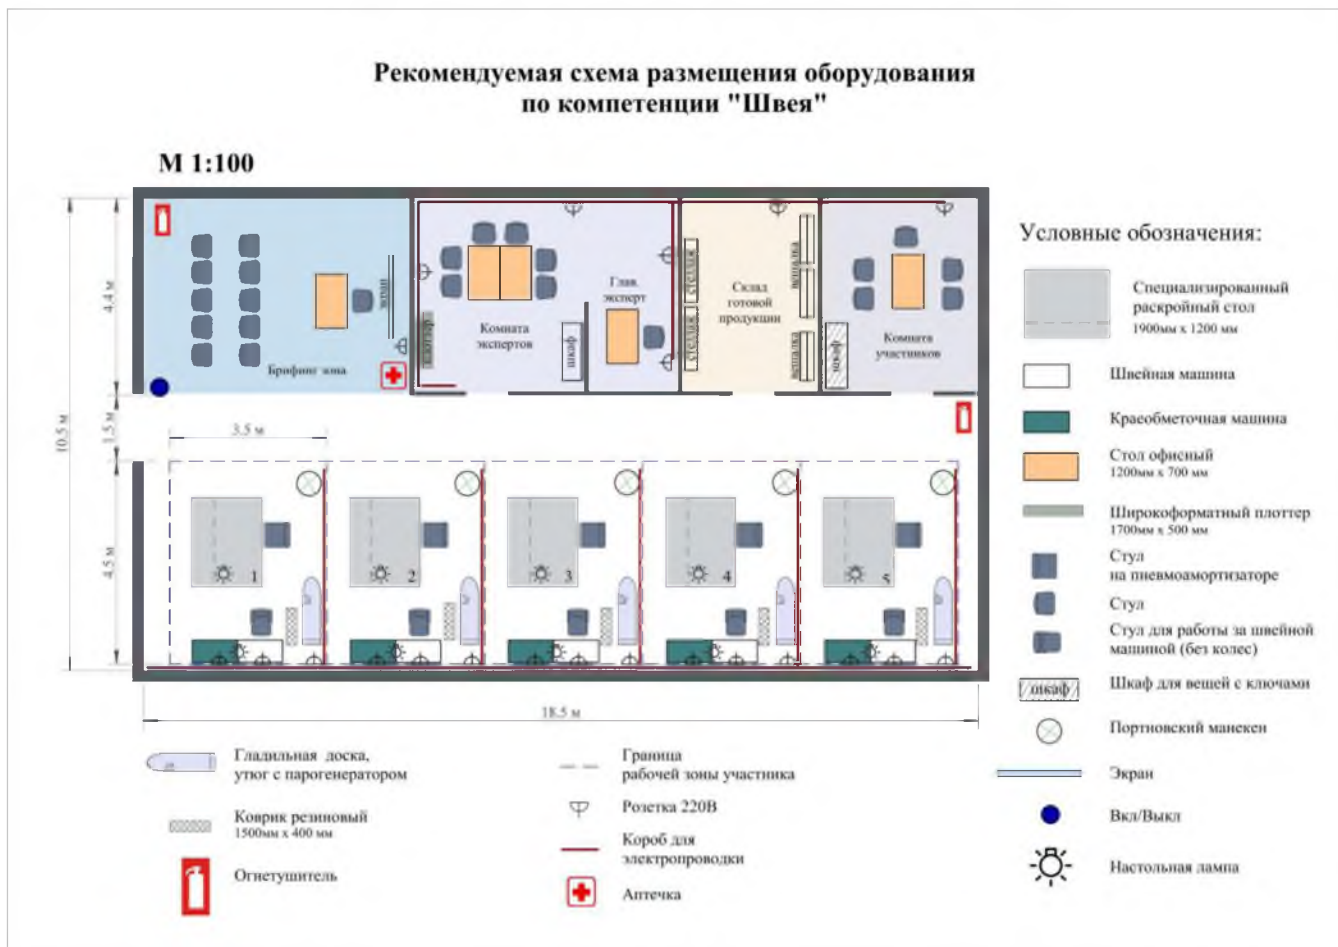 Рекомендуемая схема размещения оборудования
по компетенции "Швея"
М 1:100
10.5 м
4.4 м
1.5 м
4.5 м
3.5 м
18.5 м
Брифинг зона
экран
плоттер
Комната
экспертов
шкаф
Глав.
эксперт
стеллаж
стеллаж
Склад
готовой
продукции
вешалка
вешалка
шкаф
Комната
участников
1
2
3
4
5
Условные обозначения:
Специализированный
раскройный стол
1900мм х 1200 мм
Швейная машина
Краеобметочная машина
Стол офисный
1200мм х 700 мм
Широкоформатный плоттер
1700мм х 500 мм
Стул
на пневмоамортизаторе
Стул
Стул для работы за швейной
машиной (без колес)
шкаф
Шкаф для вещей с ключами
Портновский манекен
Экран
Вкл/Выкл
Настольная лампа
Гладильная доска,
утюг с парогенератором
Коврик резиновый
1500мм х 400 мм
Огнетушитель
Граница
рабочей зоны участника
Розетка 220В
Короб для
электропроводки
Аптечка